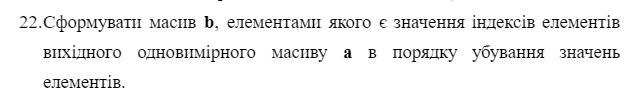 22.Сформувати масив b, елементами якого є значення індексів елементів
вихідного одновимірного масиву a в порядку убування значень
елементів.